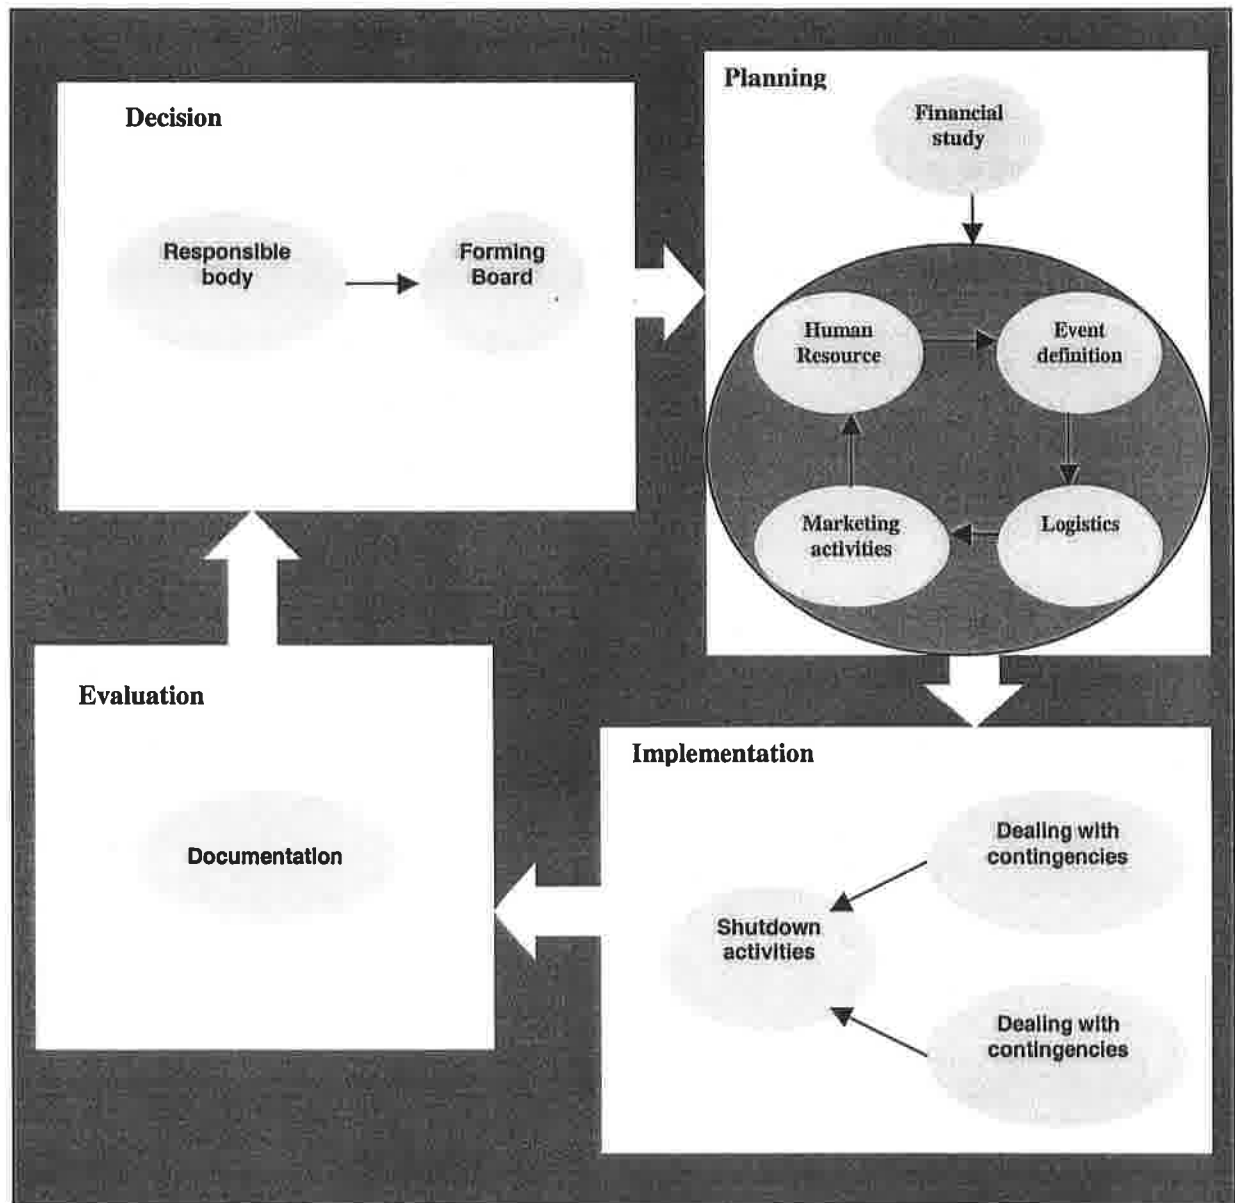 Decision
Responsible
body
Forming
Board
Planning
Financial
study
Human
Resource
Event
definition
Marketing
activities
Logistics
Evaluation
Documentation
Implementation
Dealing with
contingencies
Shutdown
activities
Dealing with
contingencies